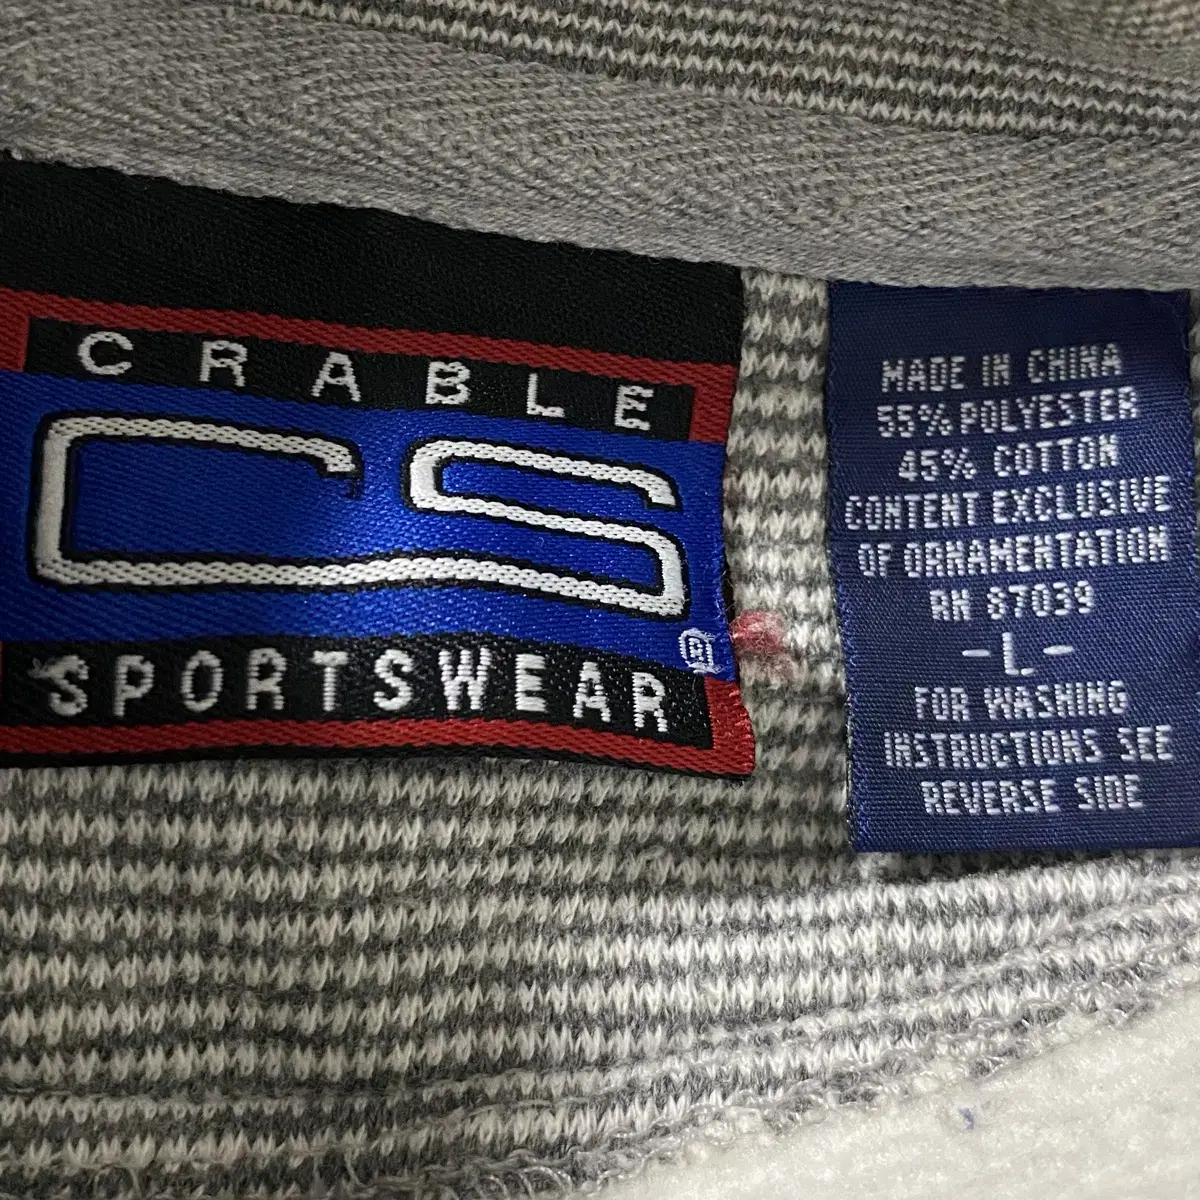 CRABLE
CS
®
SPORTSWEAR
MADE IN CHINA
55% POLYESTER
45% COTTON
CONTENT EXCLUSIVE
OF ORNAMENTATION
RN 87039
-L-
FOR WASHING
INSTRUCTIONS SEE
REVERSE SIDE